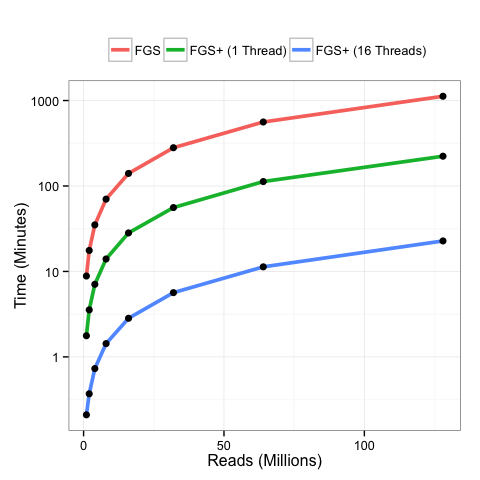 FGS FGS+ (1 Thread) FGS+ (16 Threads)
1000
100
10
1
Time (Minutes)
0 50 100
Reads (Millions)